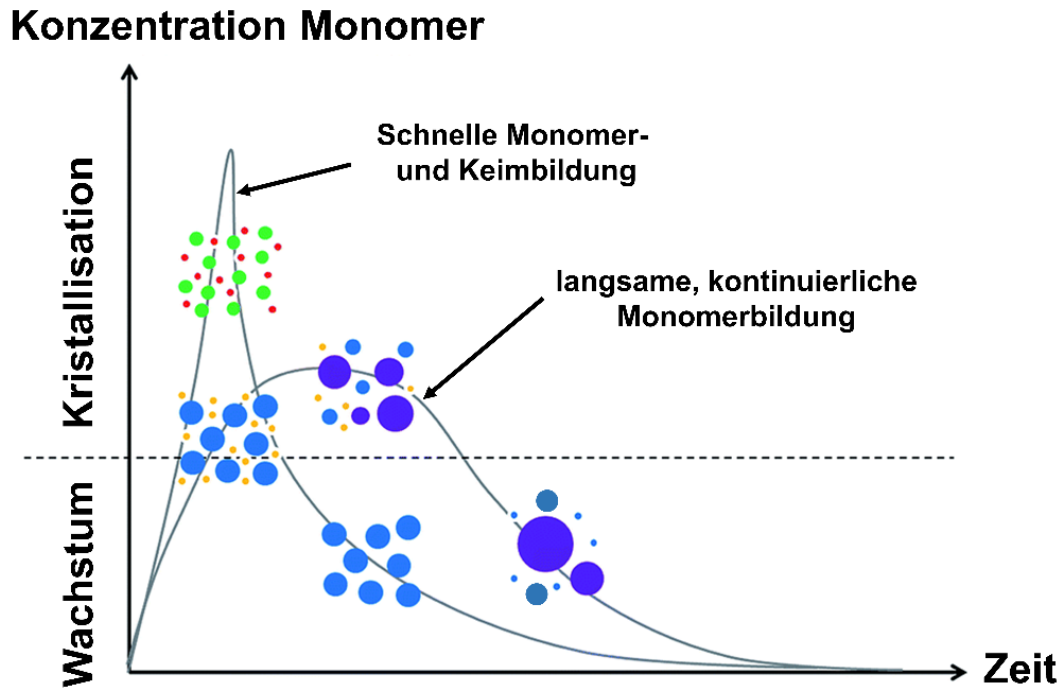 Konzentration Monomer
Schnelle Monomer-
und Keimbildung
Kristallisation
langsame, kontinuierliche
Monomerbildung
Wachstum
Zeit